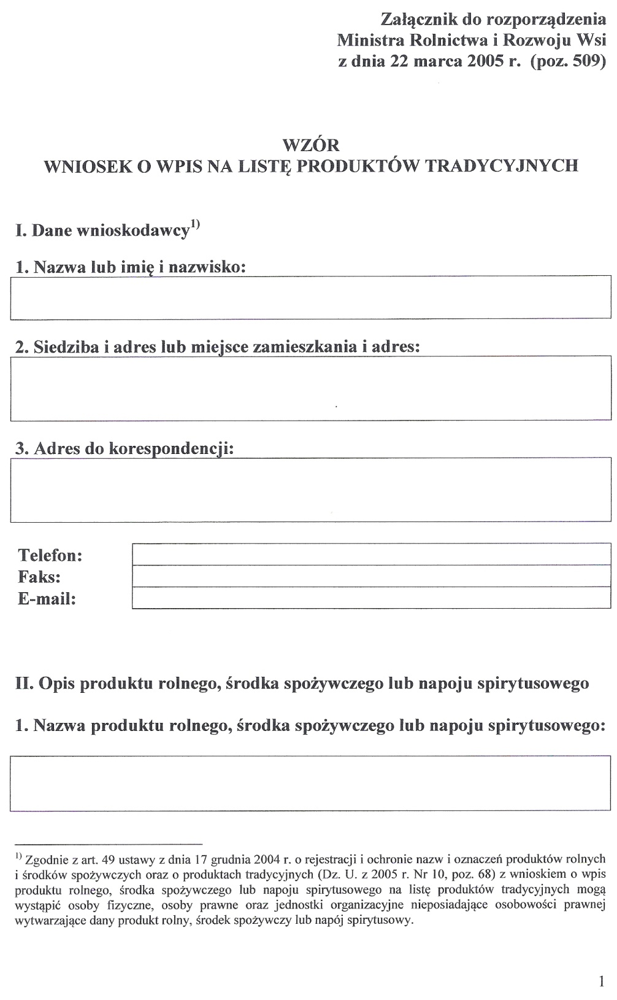 Załącznik do rozporządzenia
Ministra Rolnictwa i Rozwoju Wsi
z dnia 22 marca 2005 r. (poz. 509)
WZÓR
WNIOSEK O WPIS NA LISTĘ PRODUKTÓW TRADYCYJNYCH
I. Dane wnioskodawcy¹⁾
1. Nazwa lub imię i nazwisko:
2. Siedziba i adres lub miejsce zamieszkania i adres:
3. Adres do korespondencji:
Telefon:
Faks:
E-mail:
II. Opis produktu rolnego, środka spożywczego lub napoju spirytusowego
1. Nazwa produktu rolnego, środka spożywczego lub napoju spirytusowego:
¹⁾ Zgodnie z art. 49 ustawy z dnia 17 grudnia 2004 r. o rejestracji i ochronie nazw i oznaczeń produktów rolnych
i środków spożywczych oraz o produktach tradycyjnych (Dz. U. z 2005 r. Nr 10, poz. 68) z wnioskiem o wpis
produktu rolnego, środka spożywczego lub napoju spirytusowego na listę produktów tradycyjnych mogą
wystąpić osoby fizyczne, osoby prawne oraz jednostki organizacyjne nieposiadające osobowości prawnej
wytwarzające dany produkt rolny, środek spożywczy lub napój spirytusowy.
1